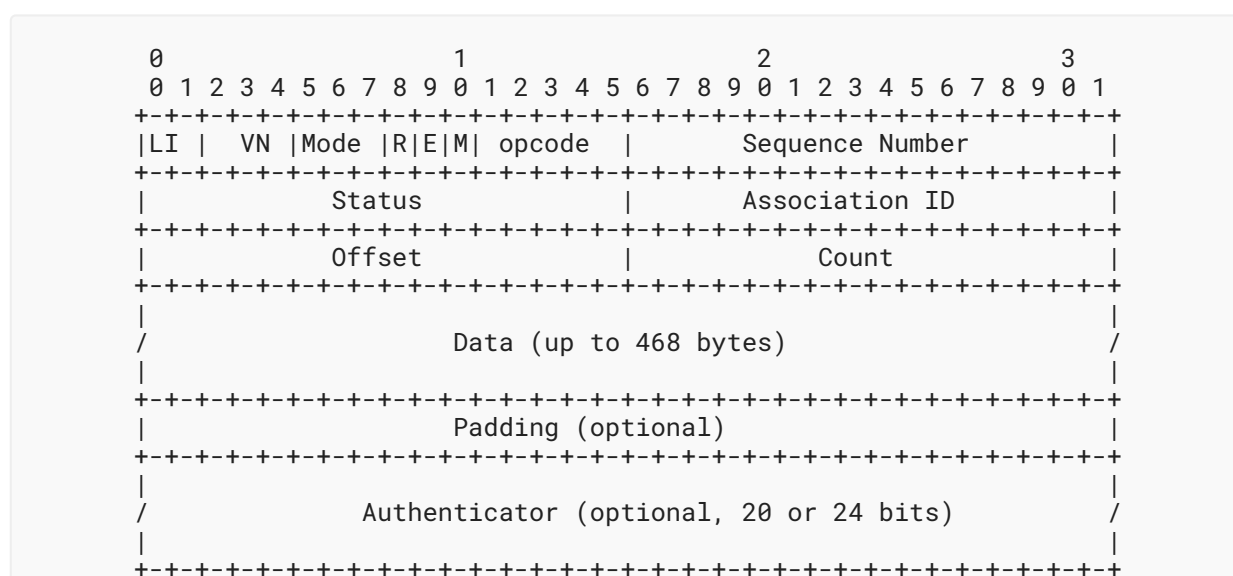 0                   1                   2                   3
0 1 2 3 4 5 6 7 8 9 0 1 2 3 4 5 6 7 8 9 0 1 2 3 4 5 6 7 8 9 0 1
+-+-+-+-+-+-+-+-+-+-+-+-+-+-+-+-+-+-+-+-+-+-+-+-+-+-+-+-+-+-+-+-+
|LI |  VN |Mode |R|E|M| opcode  |       Sequence Number         |
+-+-+-+-+-+-+-+-+-+-+-+-+-+-+-+-+-+-+-+-+-+-+-+-+-+-+-+-+-+-+-+-+
|            Status             |       Association ID          |
+-+-+-+-+-+-+-+-+-+-+-+-+-+-+-+-+-+-+-+-+-+-+-+-+-+-+-+-+-+-+-+-+
|            Offset             |            Count              |
+-+-+-+-+-+-+-+-+-+-+-+-+-+-+-+-+-+-+-+-+-+-+-+-+-+-+-+-+-+-+-+-+
|                                                               |
/                    Data (up to 468 bytes)                     /
|                                                               |
+-+-+-+-+-+-+-+-+-+-+-+-+-+-+-+-+-+-+-+-+-+-+-+-+-+-+-+-+-+-+-+-+
|                    Padding (optional)                         |
+-+-+-+-+-+-+-+-+-+-+-+-+-+-+-+-+-+-+-+-+-+-+-+-+-+-+-+-+-+-+-+-+
|                                                               |
/              Authenticator (optional, 20 or 24 bits)          /
|                                                               |
+-+-+-+-+-+-+-+-+-+-+-+-+-+-+-+-+-+-+-+-+-+-+-+-+-+-+-+-+-+-+-+-+